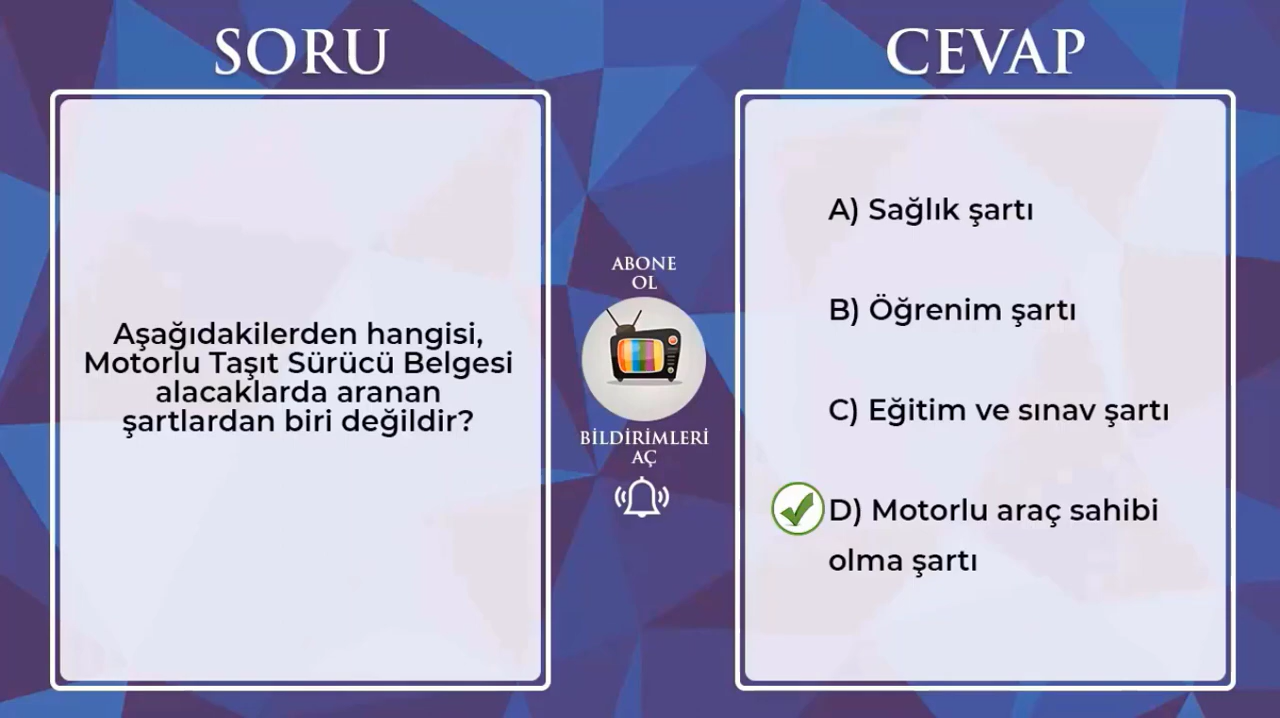 SORU
Aşağıdakilerden hangisi,
Motorlu Taşıt Sürücü Belgesi
alacaklarda aranan
şartlardan biri değildir?
ABONE
OL
BİLDİRİMLERİ
AÇ
CEVAP
A) Sağlık şartı
B) Öğrenim şartı
C) Eğitim ve sınav şartı
D) Motorlu araç sahibi
olma şartı